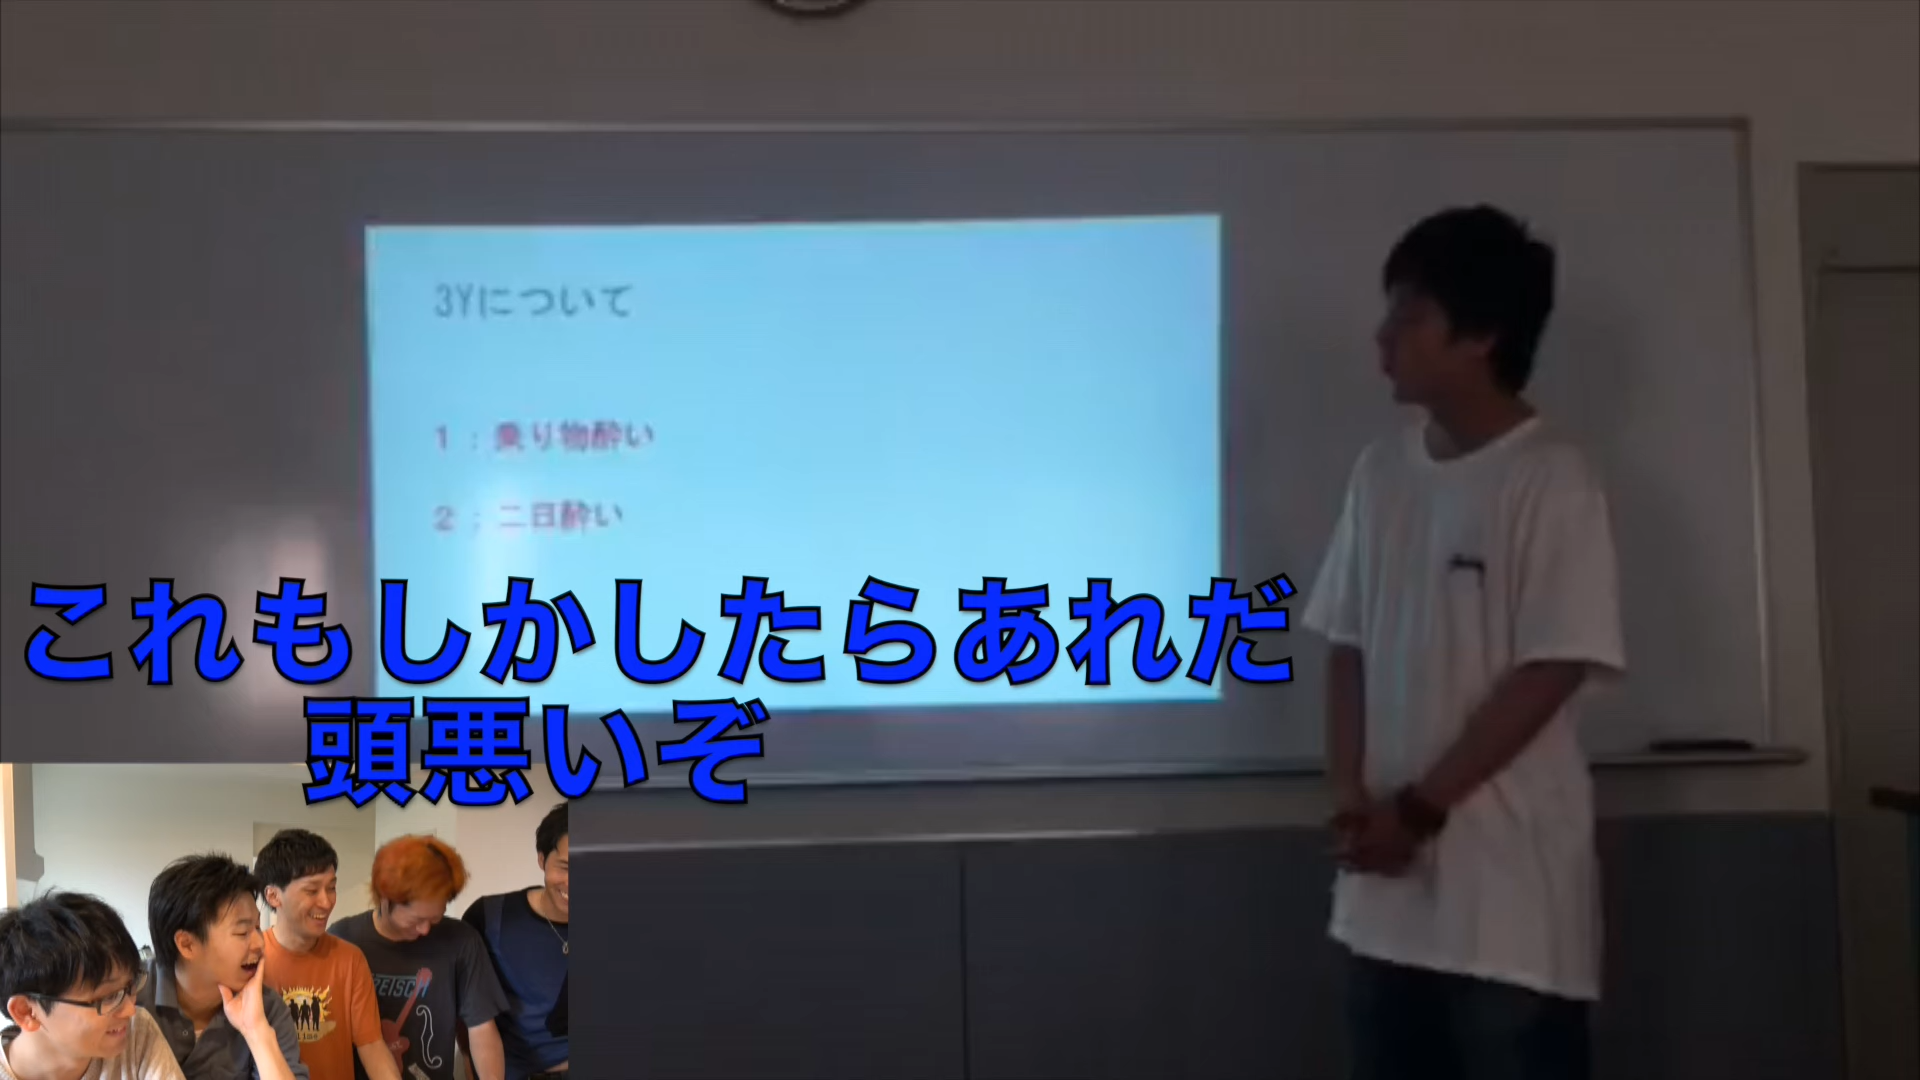 3Yについて
1：乗り物酔い
2：二日酔い
これもしかしたらあれだ
頭悪いぞ